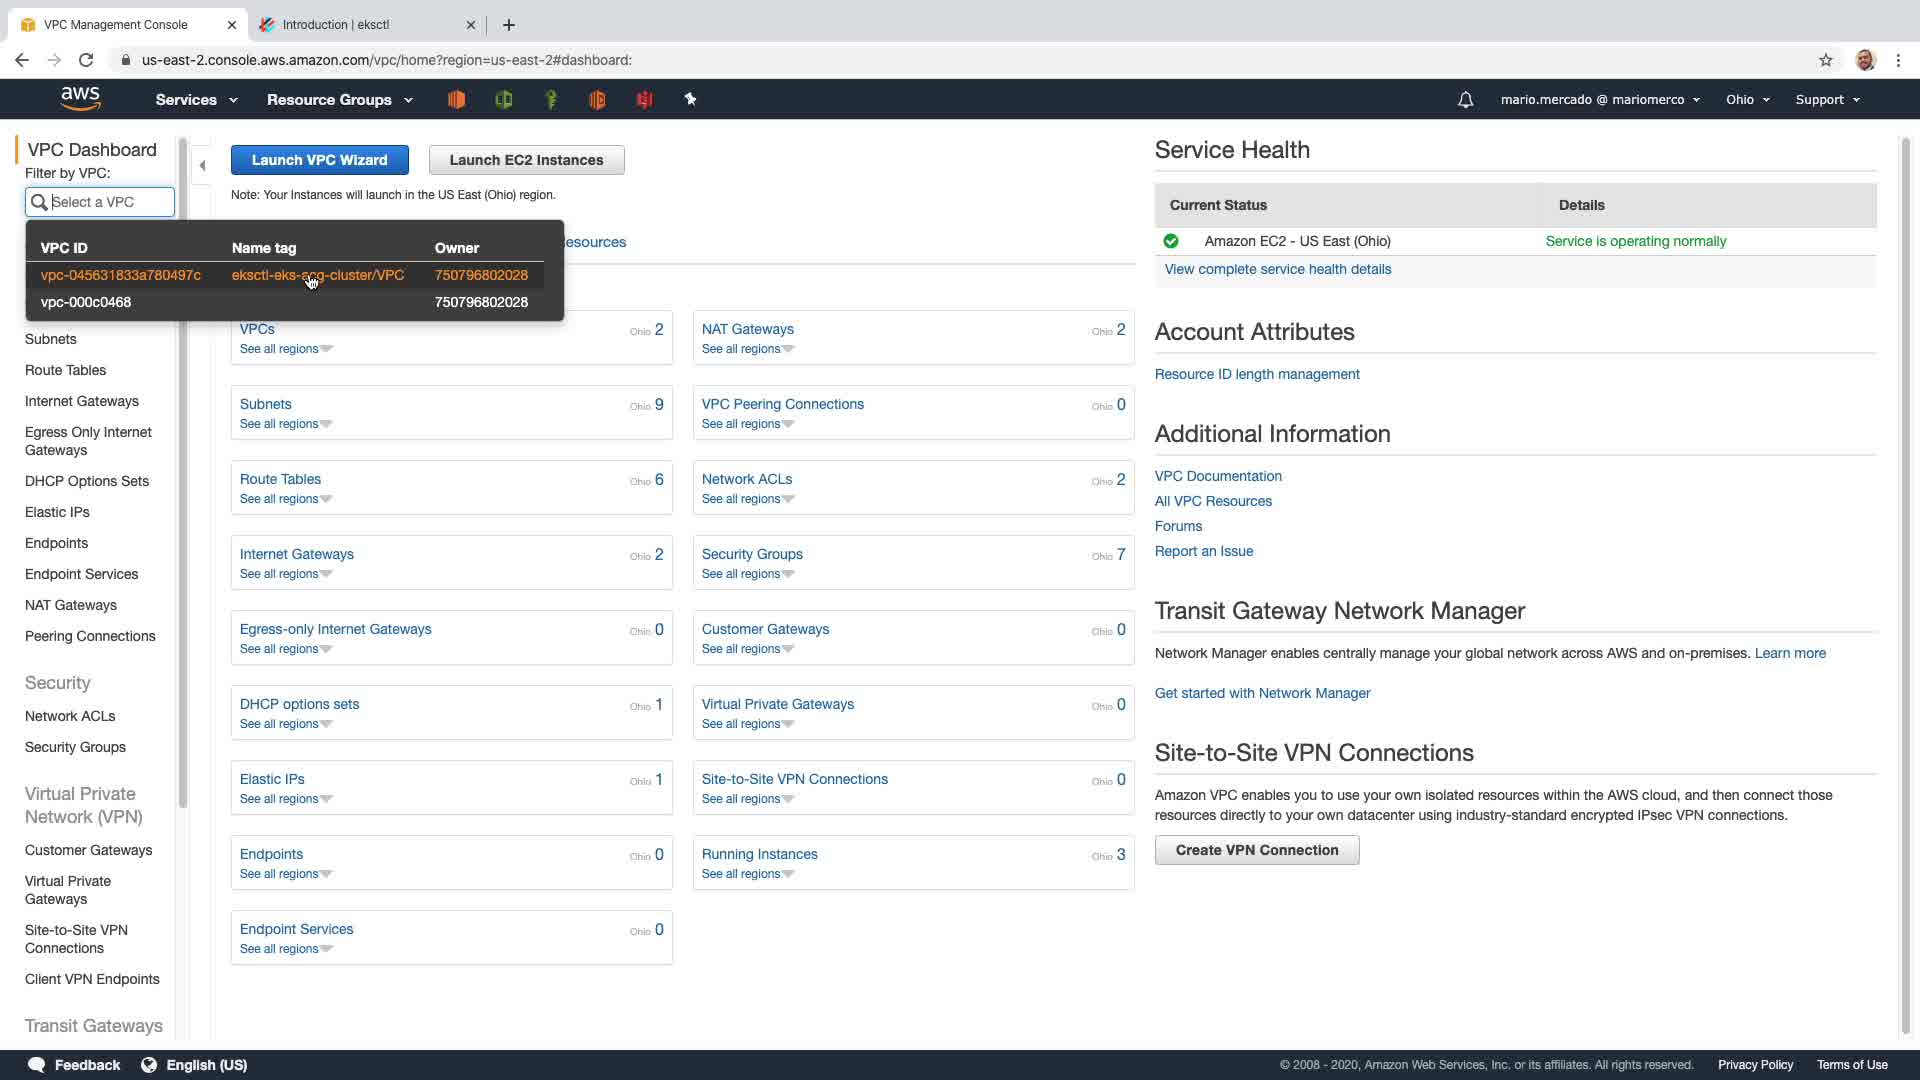 VPC Management Console
Introduction | eksctl
us-east-2.console.aws.amazon.com/vpc/home?region=us-east-2#dashboard:
aws
Services
Resource Groups
mario.mercado @ mariomerco
Ohio
Support
VPC Dashboard
Filter by VPC:
Select a VPC
VPC ID Name tag Owner
vpc-045631833a780497c eksctl-eks-acg-cluster/VPC 750796802028
vpc-000c0468 750796802028
Subnets
Route Tables
Internet Gateways
Egress Only Internet
Gateways
DHCP Options Sets
Elastic IPs
Endpoints
Endpoint Services
NAT Gateways
Peering Connections
Security
Network ACLs
Security Groups
Virtual Private
Network (VPN)
Customer Gateways
Virtual Private
Gateways
Site-to-Site VPN
Connections
Client VPN Endpoints
Transit Gateways
Launch VPC Wizard
Launch EC2 Instances
Note: Your Instances will launch in the US East (Ohio) region.
esources
VPCs Ohio 2
See all regions
NAT Gateways Ohio 2
See all regions
Subnets Ohio 9
See all regions
VPC Peering Connections Ohio 0
See all regions
Route Tables Ohio 6
See all regions
Network ACLs Ohio 2
See all regions
Internet Gateways Ohio 2
See all regions
Security Groups Ohio 7
See all regions
Egress-only Internet Gateways Ohio 0
See all regions
Customer Gateways Ohio 0
See all regions
DHCP options sets Ohio 1
See all regions
Virtual Private Gateways Ohio 0
See all regions
Elastic IPs Ohio 1
See all regions
Site-to-Site VPN Connections Ohio 0
See all regions
Endpoints Ohio 0
See all regions
Running Instances Ohio 3
See all regions
Endpoint Services Ohio 0
See all regions
Service Health
Current Status Details
Amazon EC2 - US East (Ohio) Service is operating normally
View complete service health details
Account Attributes
Resource ID length management
Additional Information
VPC Documentation
All VPC Resources
Forums
Report an Issue
Transit Gateway Network Manager
Network Manager enables centrally manage your global network across AWS and on-premises. Learn more
Get started with Network Manager
Site-to-Site VPN Connections
Amazon VPC enables you to use your own isolated resources within the AWS cloud, and then connect those
resources directly to your own datacenter using industry-standard encrypted IPsec VPN connections.
Create VPN Connection
Feedback
English (US)
© 2008 - 2020, Amazon Web Services, Inc. or its affiliates. All rights reserved.
Privacy Policy
Terms of Use